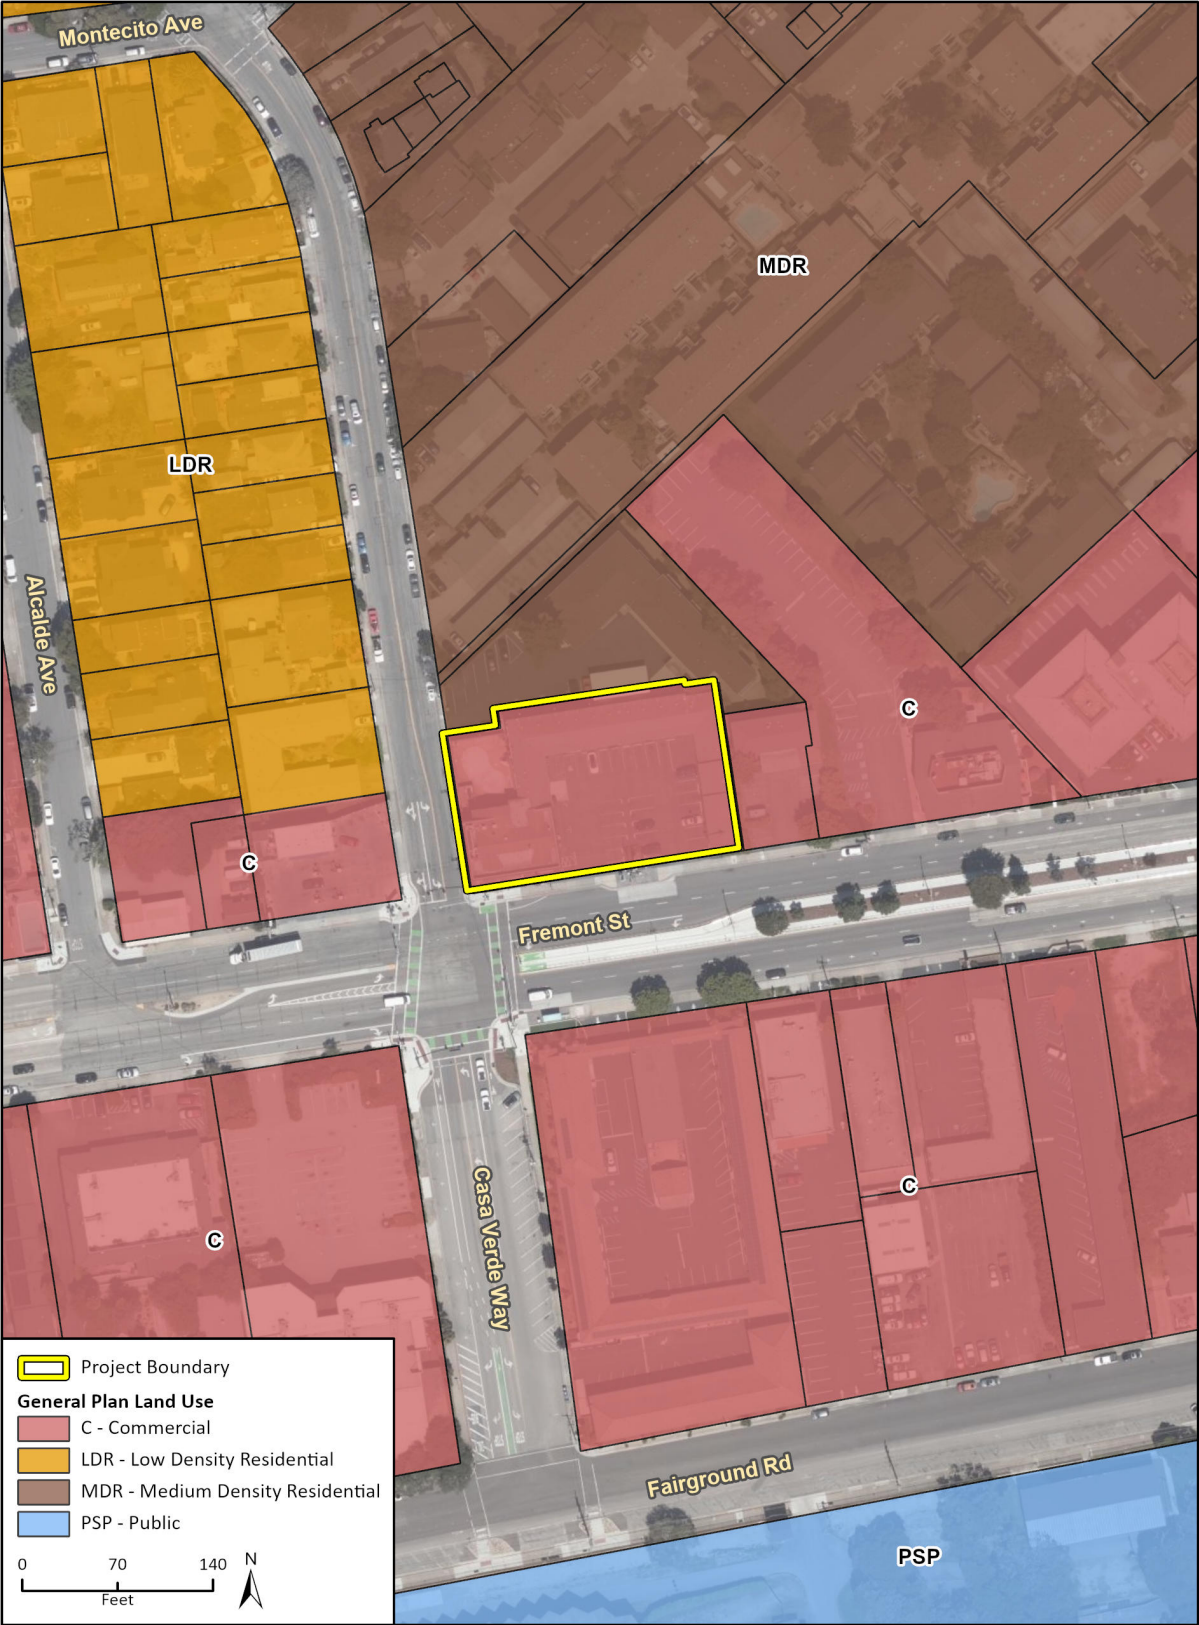 Montecito Ave
MDR
LDR
Alcalde Ave
C
C
Fremont St
C
C
Casa Verde Way
Fairground Rd
PSP
Project Boundary
General Plan Land Use
C - Commercial
LDR - Low Density Residential
MDR - Medium Density Residential
PSP - Public
0 70 140
Feet
N